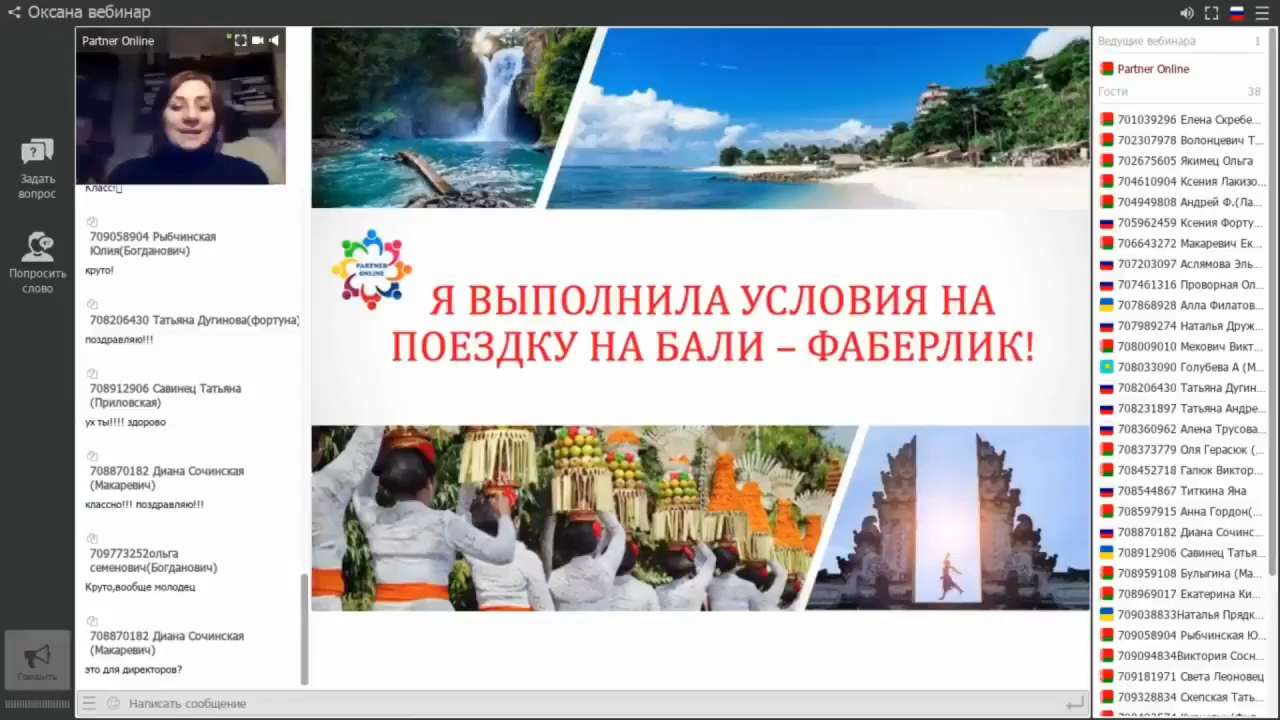 Оксана вебинар
Partner Online
Задать
вопрос
Попросить
слово
Говорить
Класс!
709058904 Рыбчинская
Юлия(Богданович)
круто!
708206430 Татьяна Дугинова(фортуна)
поздравляю!!!
708912906 Савинец Татьяна
(Приловская)
ух ты!!!! здорово
708870182 Диана Сочинская
(Макаревич)
классно!!! поздравляю!!!
709773252ольга
семенович(Богданович)
Круто,вообще молодец
708870182 Диана Сочинская
(Макаревич)
это для директоров?
Написать сообщение
PARTNER
ONLINE
Я ВЫПОЛНИЛА УСЛОВИЯ НА
ПОЕЗДКУ НА БАЛИ – ФАБЕРЛИК!
Ведущие вебинара 1
Partner Online
Гости 38
701039296 Елена Скребе...
702307978 Волонцевич Т...
702675605 Якимец Ольга
704610904 Ксения Лакизо...
704949808 Андрей Ф.(Ла...
705962459 Ксения Форту...
706643272 Макаревич Ек...
707203097 Аслямова Эль...
707461316 Проворная Ол...
707868928 Алла Филатов...
707989274 Наталья Друж...
708009010 Мехович Викт...
708033090 Голубева А (М...
708206430 Татьяна Дугин...
708231897 Татьяна Андре...
708360962 Алена Трусова...
708373779 Оля Герасюк (...
708452718 Галюк Виктор...
708544867 Титкина Яна
708597915 Анна Гордон(...
708870182 Диана Сочинс...
708912906 Савинец Татья...
708959108 Булыгина (Ма...
708969017 Екатерина Ки...
709038833Наталья Прядк...
709058904 Рыбчинская Ю...
709094834Виктория Сосн...
709181971 Света Леоновец
709328834 Скепская Тать...